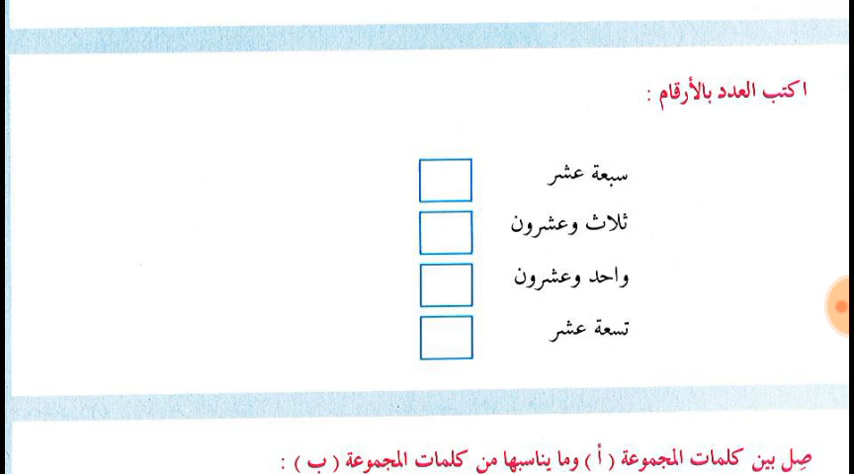 اكتب العدد بالأرقام :
سبعة عشر
ثلاث وعشرون
واحد وعشرون
تسعة عشر
صِل بين كلمات المجموعة ( أ ) وما يناسبها من كلمات المجموعة ( ب ) :